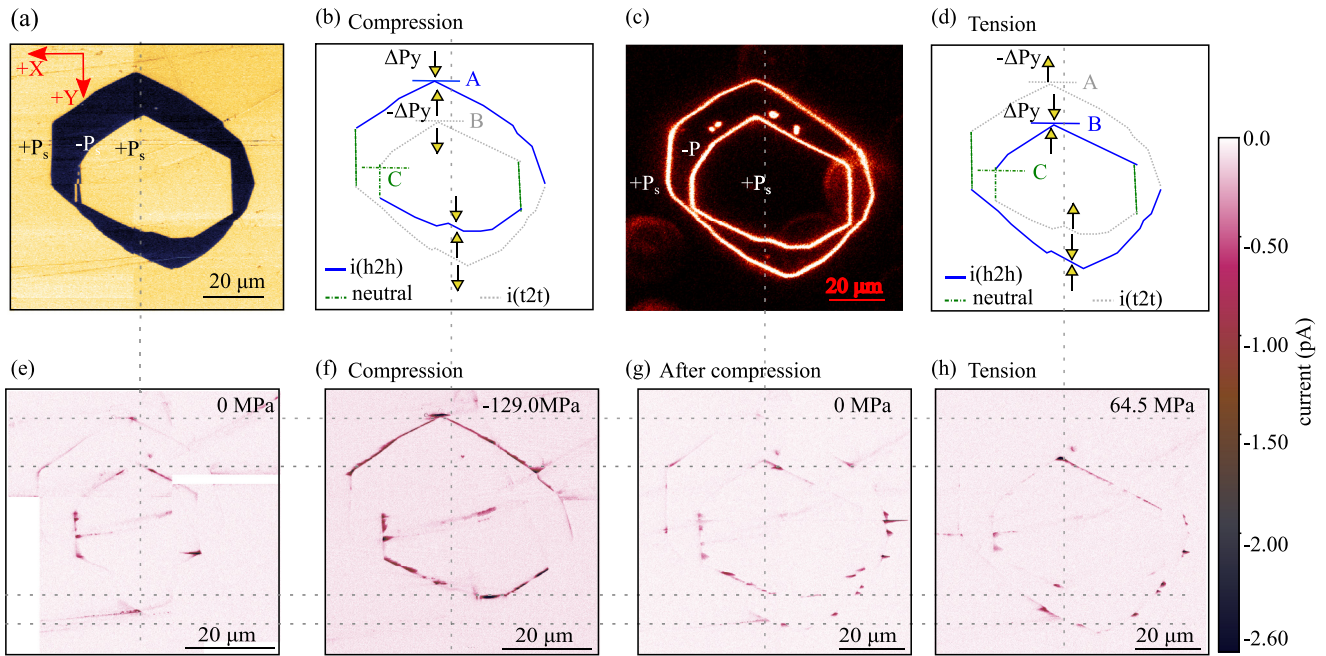 (a)
(b) Compression
(c)
(d) Tension
+X
+Y
+Pₛ
-P
+Pₛ
20 μm
ΔPy
A
-ΔPy
B
C
i(h2h)
neutral
i(t2t)
+Pₛ
-P
+Pₛ
20 μm
-ΔPy
A
ΔPy
B
C
i(h2h)
neutral
i(t2t)
0.0
-0.50
-1.00
-1.50
-2.00
-2.60
current (pA)
(e)
(f) Compression
(g) After compression
(h) Tension
0 MPa
-129.0MPa
0 MPa
64.5 MPa
20 μm
20 μm
20 μm
20 μm